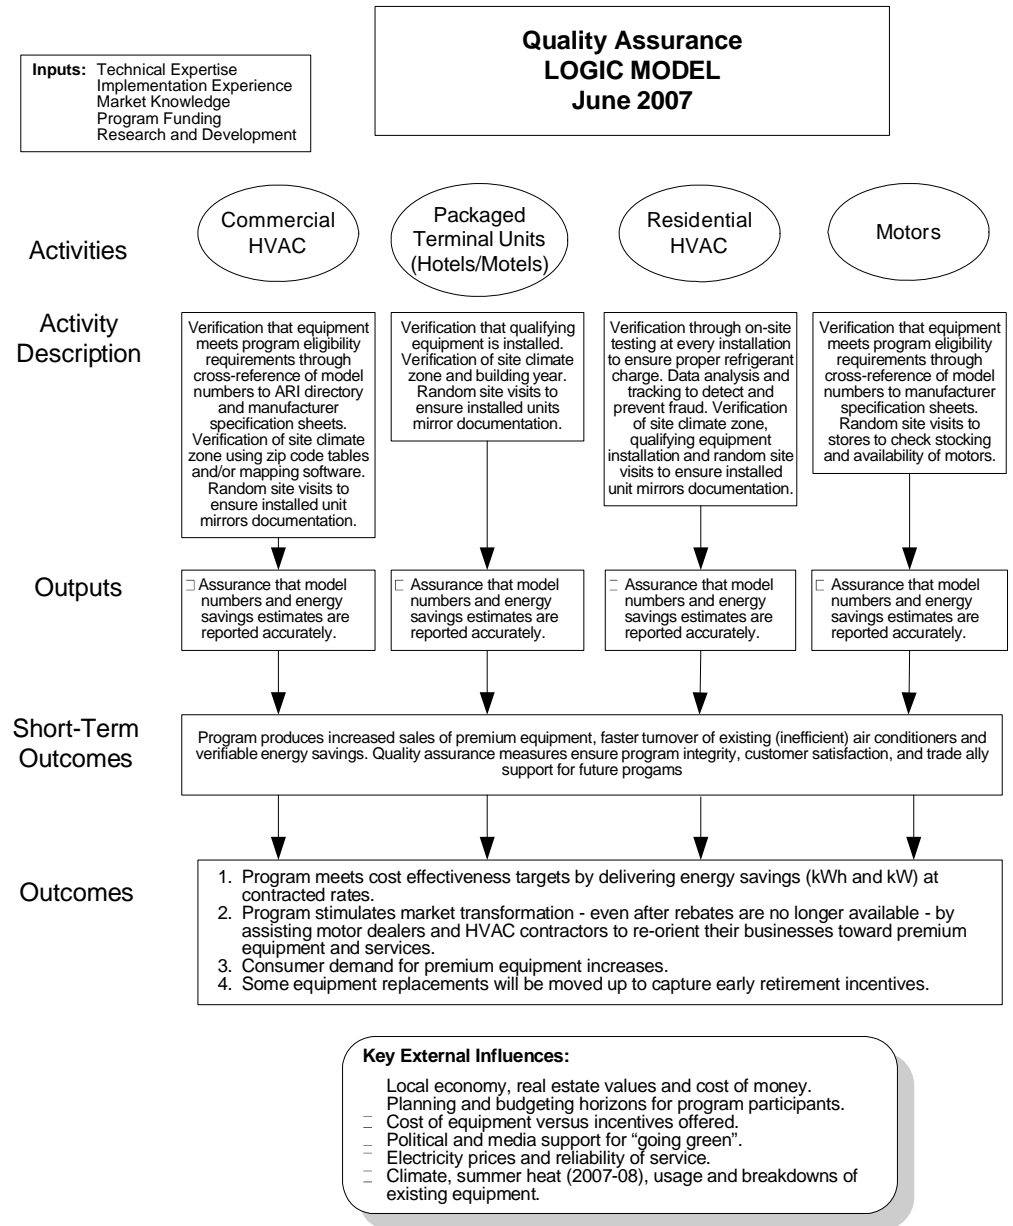 Quality Assurance
LOGIC MODEL
June 2007
Inputs: Technical Expertise
Implementation Experience
Market Knowledge
Program Funding
Research and Development
Activities
Commercial
HVAC
Packaged
Terminal Units
(Hotels/Motels)
Residential
HVAC
Motors
Activity
Description
Verification that equipment
meets program eligibility
requirements through
cross-reference of model
numbers to ARI directory
and manufacturer
specification sheets.
Verification of site climate
zone using zip code tables
and/or mapping software.
Random site visits to
ensure installed unit
mirrors documentation.
Verification that qualifying
equipment is installed.
Verification of site climate
zone and building year.
Random site visits to
ensure installed units
mirror documentation.
Verification through on-site
testing at every installation
to ensure proper refrigerant
charge. Data analysis and
tracking to detect and
prevent fraud. Verification
of site climate zone,
qualifying equipment
installation and random site
visits to ensure installed
unit mirrors documentation.
Verification that equipment
meets program eligibility
requirements through
cross-reference of model
numbers to manufacturer
specification sheets.
Random site visits to
stores to check stocking
and availability of motors.
Outputs
Assurance that model
numbers and energy
savings estimates are
reported accurately.
Assurance that model
numbers and energy
savings estimates are
reported accurately.
Assurance that model
numbers and energy
savings estimates are
reported accurately.
Assurance that model
numbers and energy
savings estimates are
reported accurately.
Short-Term
Outcomes
Program produces increased sales of premium equipment, faster turnover of existing (inefficient) air conditioners and
verifiable energy savings. Quality assurance measures ensure program integrity, customer satisfaction, and trade ally
support for future progams
Outcomes
1. Program meets cost effectiveness targets by delivering energy savings (kWh and kW) at
contracted rates.
2. Program stimulates market transformation - even after rebates are no longer available - by
assisting motor dealers and HVAC contractors to re-orient their businesses toward premium
equipment and services.
3. Consumer demand for premium equipment increases.
4. Some equipment replacements will be moved up to capture early retirement incentives.
Key External Influences:
Local economy, real estate values and cost of money.
Planning and budgeting horizons for program participants.
Cost of equipment versus incentives offered.
Political and media support for “going green”.
Electricity prices and reliability of service.
Climate, summer heat (2007-08), usage and breakdowns of
existing equipment.